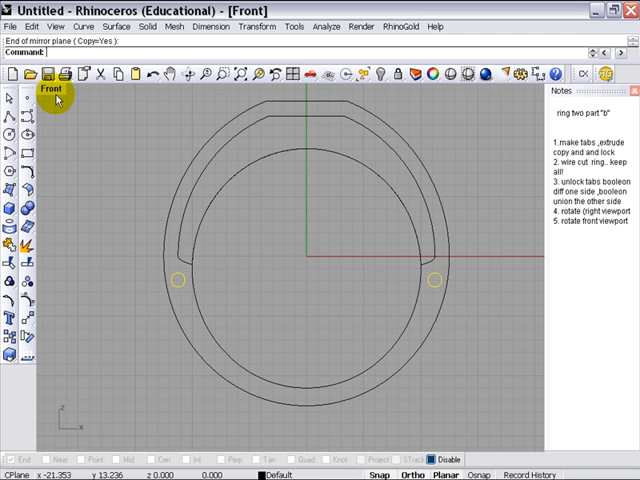 Untitled - Rhinoceros (Educational) - [Front]
File Edit View Curve Surface Solid Mesh Dimension Transform Tools Analyze Render RhinoGold Help
End of mirror plane ( Copy=Yes ):
Command:
Front
Notes
ring two part "b"
1.make tabs ,extrude
copy and and lock
2. wire cut ring.. keep
all!
3. unlock tabs boolean
diff one side ,boolean
union the other side
4. rotate (right viewport
5. rotate front viewport
z
x
End Near Point Mid Cen Int Perp Tan Quad Knot Project STrack Disable
CPlane x -21.353 y 13.236 z 0.000 0.000 Default Snap Ortho Planar Osnap Record History